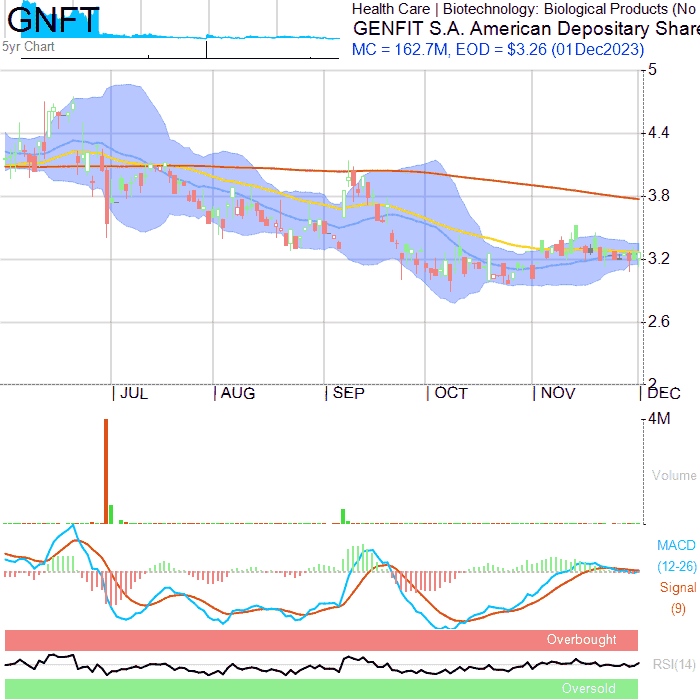 GNFT
Health Care | Biotechnology: Biological Products (No
GENFIT S.A. American Depositary Share
5yr Chart
MC = 162.7M, EOD = $3.26 (01Dec2023)
5
4.4
3.8
3.2
2.6
2
| JUL | AUG | SEP | OCT | NOV | DEC
4M
Volume
MACD
(12-26)
Signal
(9)
Overbought
RSI(14)
Oversold